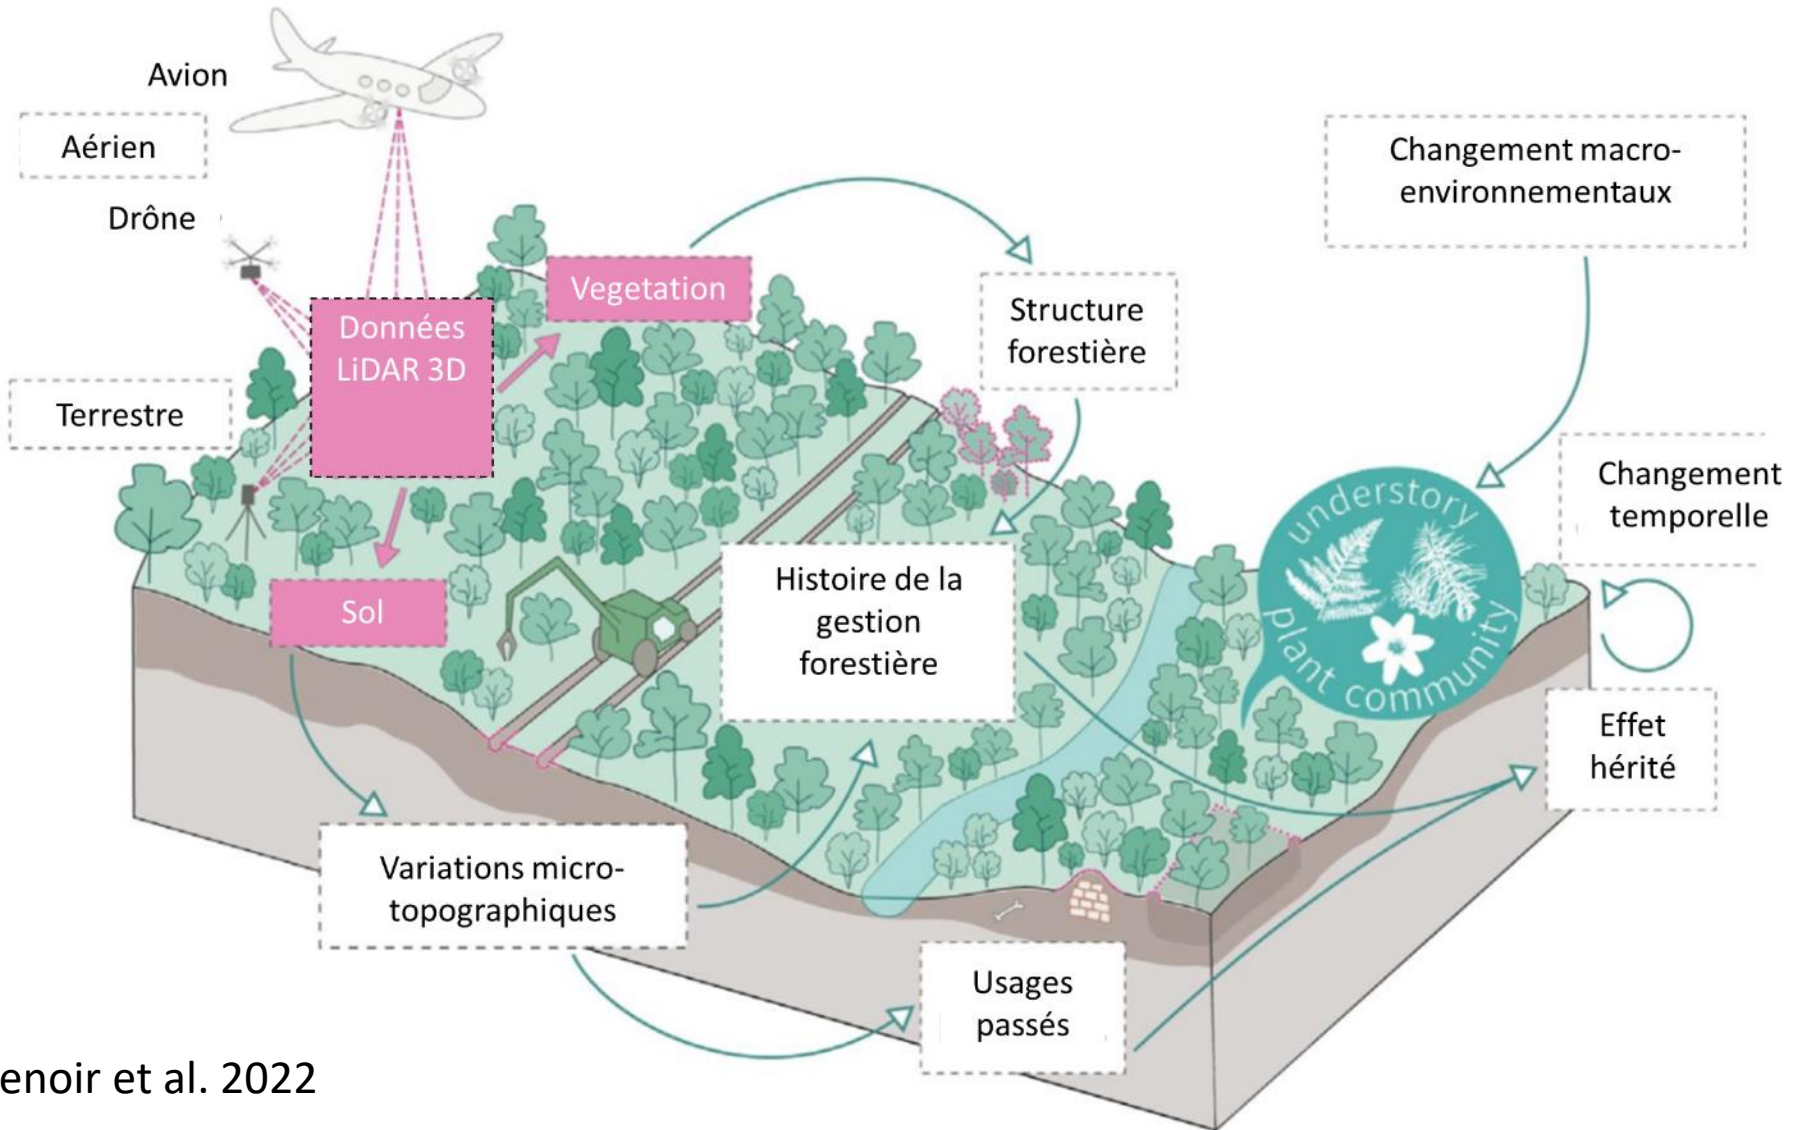 Avion
Aérien
Drône
Terrestre
Données
LiDAR 3D
Vegetation
Sol
Structure
forestière
Changement macro-
environnementaux
Changement
temporelle
understory
plant community
Histoire de la
gestion
forestière
Effet
hérité
Variations micro-
topographiques
Usages
passés
enoir et al. 2022